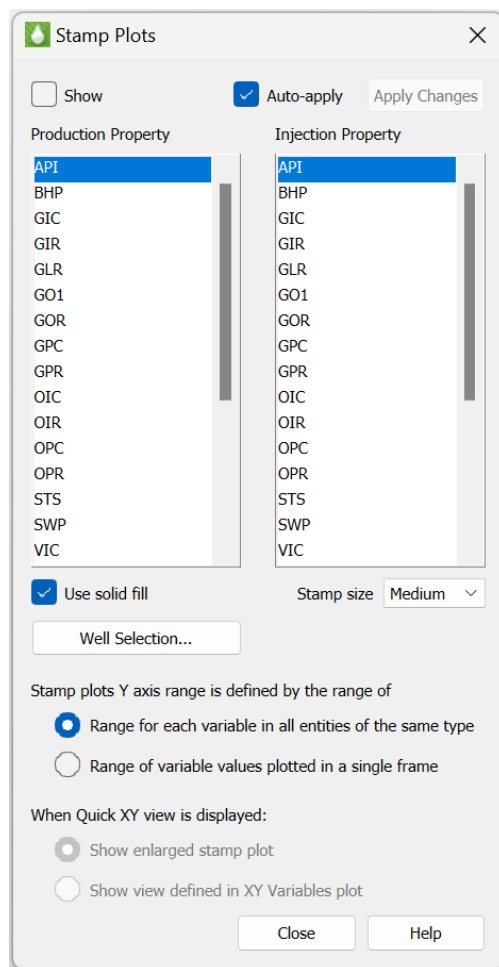 Stamp Plots
Show Auto-apply Apply Changes
Production Property Injection Property
API API
BHP BHP
GIC GIC
GIR GIR
GLR GLR
GO1 GO1
GOR GOR
GPC GPC
GPR GPR
OIC OIC
OIR OIR
OPC OPC
OPR OPR
STS STS
SWP SWP
VIC VIC
Use solid fill Stamp size Medium
Well Selection...
Stamp plots Y axis range is defined by the range of
Range for each variable in all entities of the same type
Range of variable values plotted in a single frame
When Quick XY view is displayed:
Show enlarged stamp plot
Show view defined in XY Variables plot
Close Help